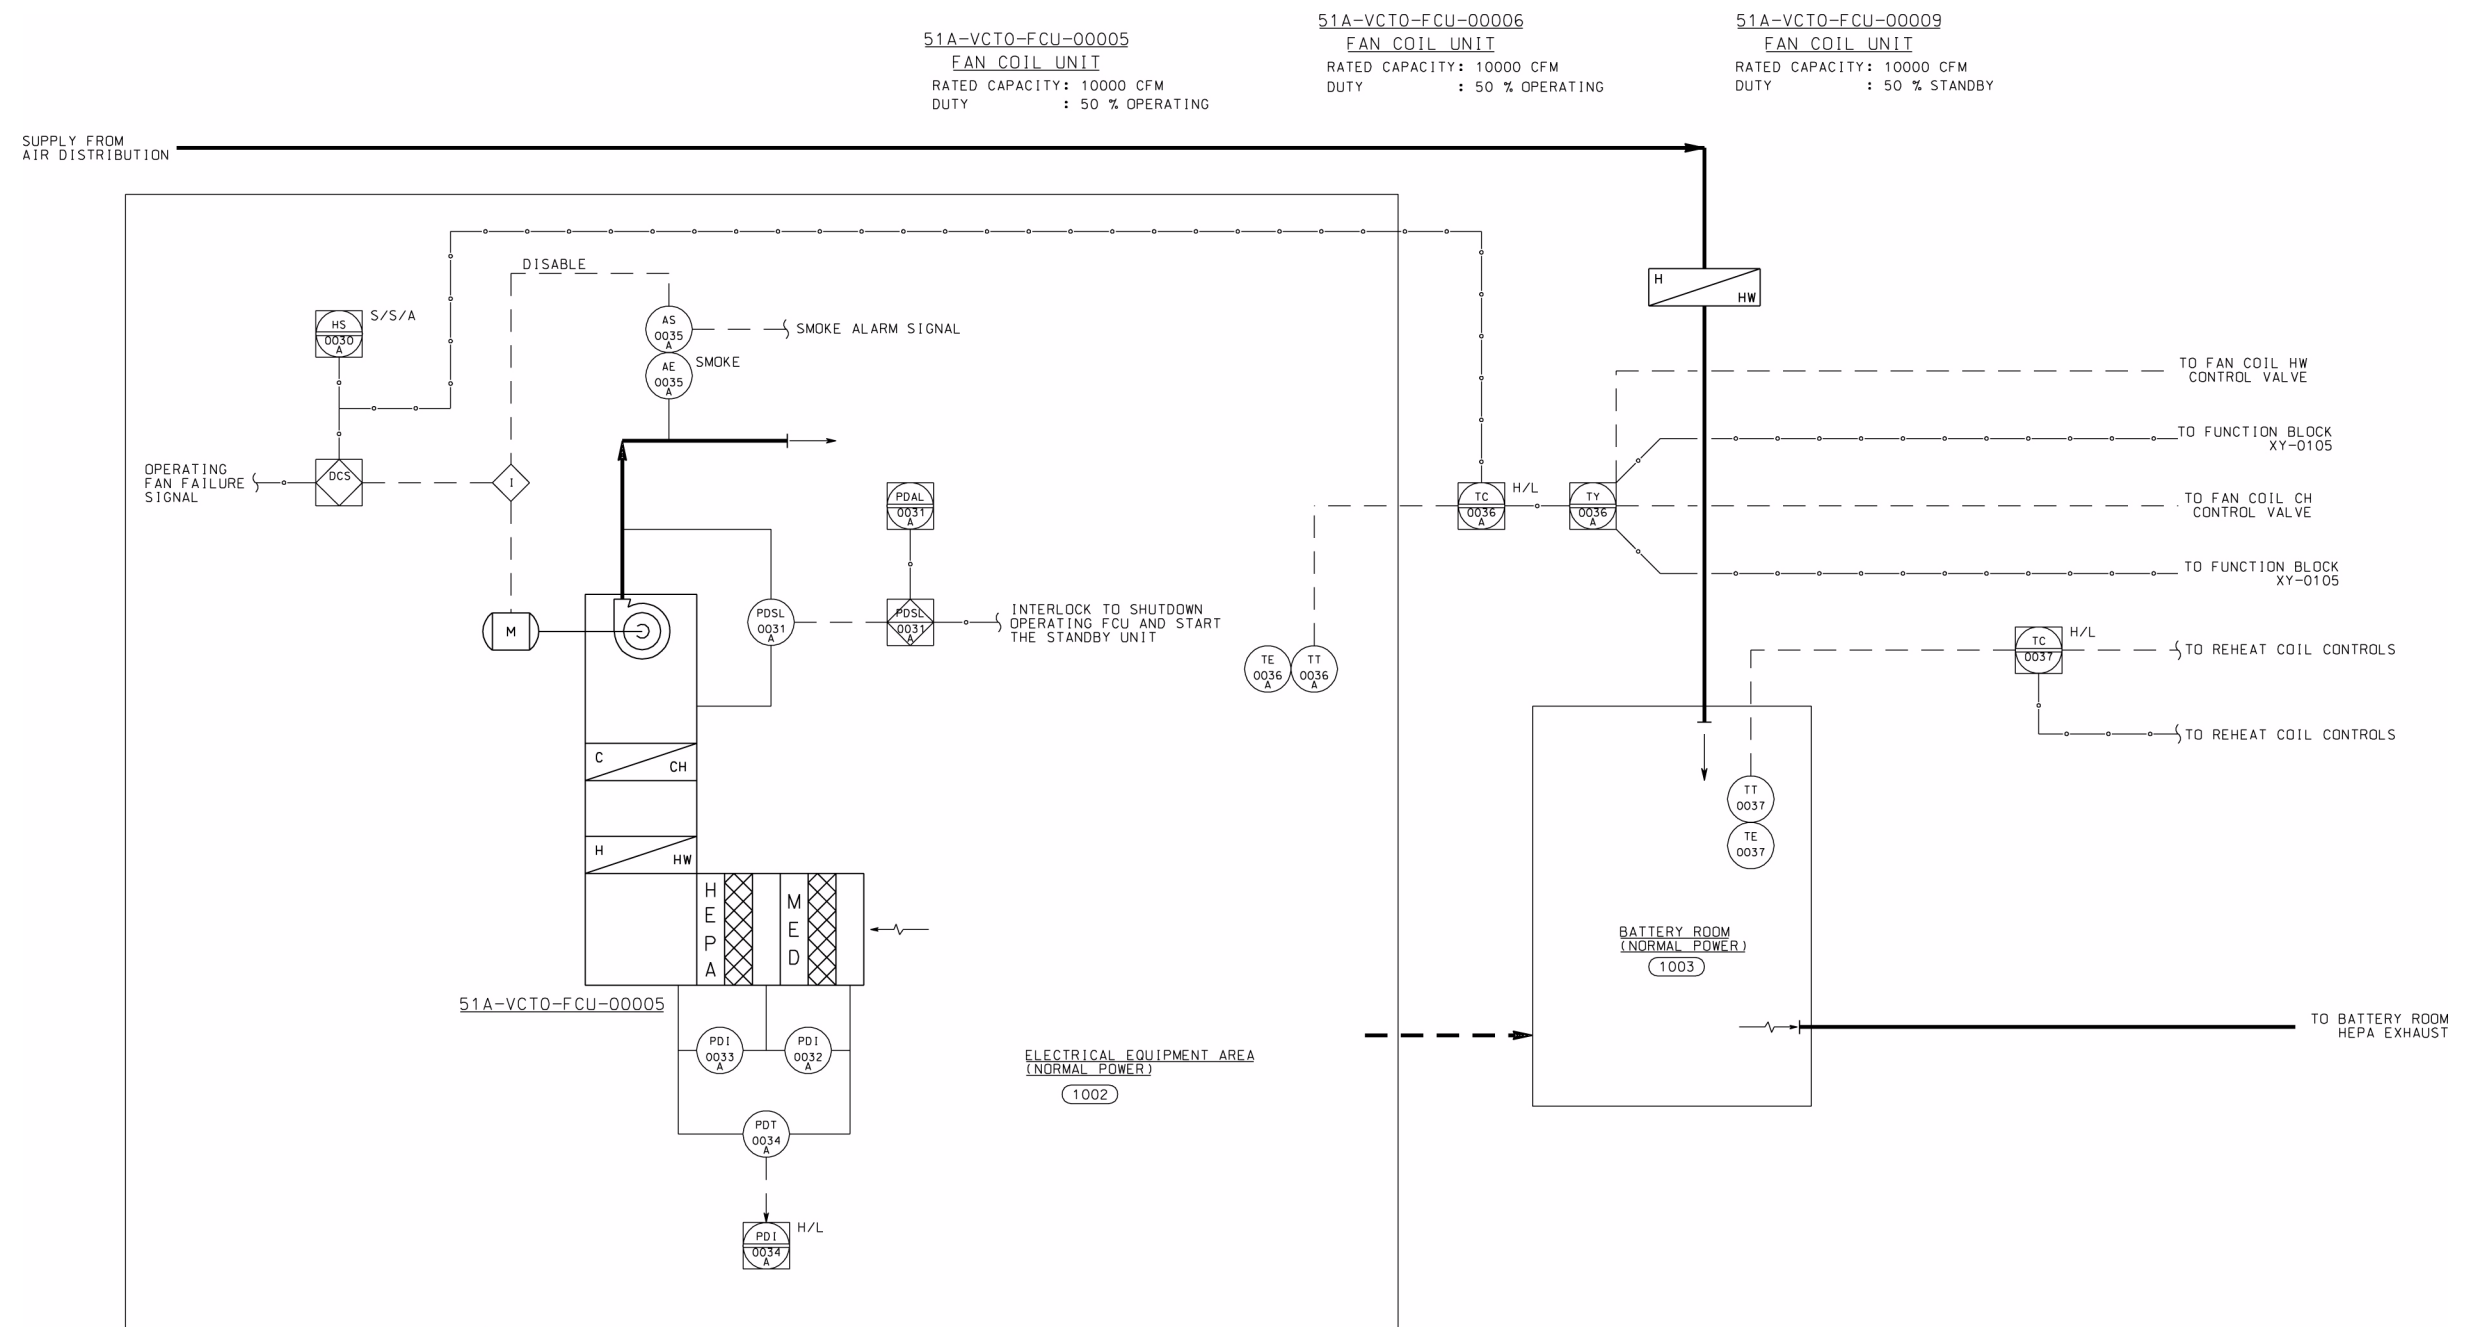 51A-VCT0-FCU-00005
FAN COIL UNIT
RATED CAPACITY: 10000 CFM
DUTY : 50 % OPERATING
51A-VCT0-FCU-00006
FAN COIL UNIT
RATED CAPACITY: 10000 CFM
DUTY : 50 % OPERATING
51A-VCT0-FCU-00009
FAN COIL UNIT
RATED CAPACITY: 10000 CFM
DUTY : 50 % STANDBY
SUPPLY FROM
AIR DISTRIBUTION
DISABLE
HS
0030
A
S/S/A
AS
0035
A
SMOKE ALARM SIGNAL
AE
0035
A
SMOKE
OPERATING
FAN FAILURE
SIGNAL
DCS
I
M
PDAL
0031
A
PDSL
0031
A
PDSL
0031
A
INTERLOCK TO SHUTDOWN
OPERATING FCU AND START
THE STANDBY UNIT
C
CH
H
HW
HEPA
MED
51A-VCT0-FCU-00005
PDI
0033
A
PDI
0032
A
PDT
0034
A
PDI
0034
A
H/L
ELECTRICAL EQUIPMENT AREA
(NORMAL POWER)
1002
TE
0036
A
TT
0036
A
TC
0036
A
H/L
TY
0036
A
H
HW
TO FAN COIL HW
CONTROL VALVE
TO FUNCTION BLOCK
XY-0105
TO FAN COIL CH
CONTROL VALVE
TO FUNCTION BLOCK
XY-0105
TC
0037
H/L
TO REHEAT COIL CONTROLS
TO REHEAT COIL CONTROLS
TT
0037
TE
0037
BATTERY ROOM
(NORMAL POWER)
1003
TO BATTERY ROOM
HEPA EXHAUST